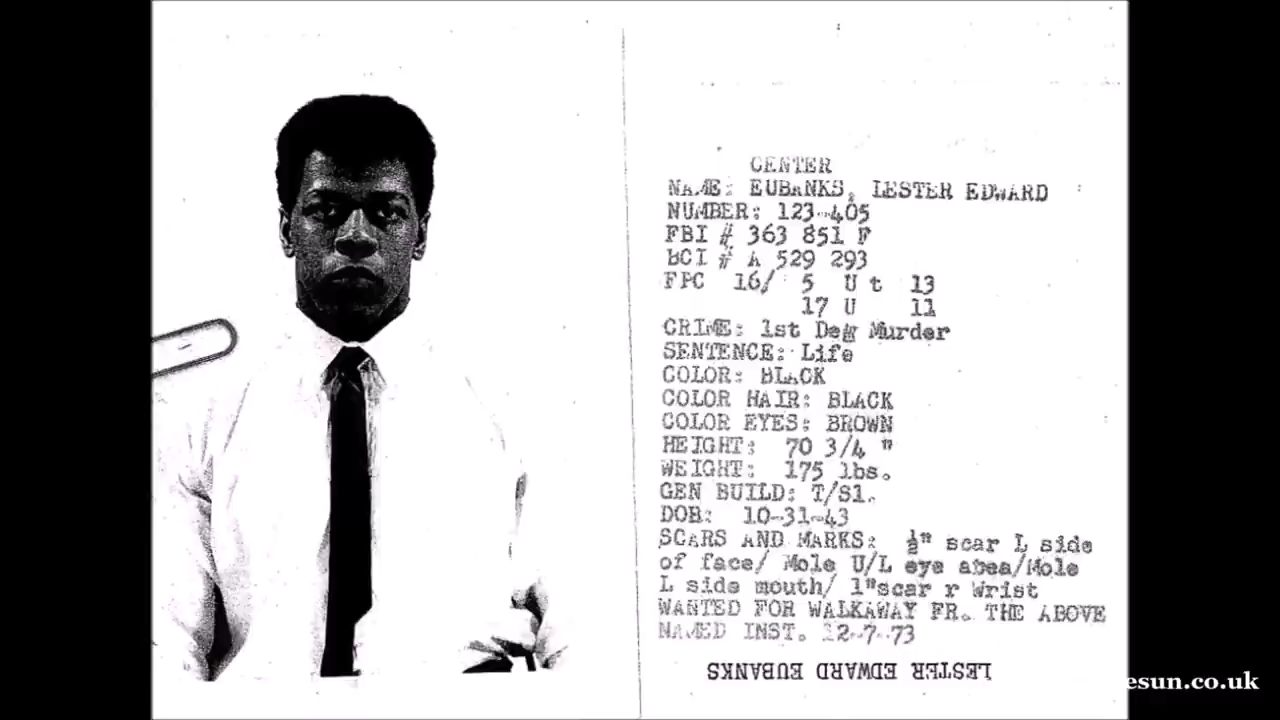 CENTER
NAME: EUBANKS, LESTER EDWARD
NUMBER: 123-405
FBI # 363 851 F
BCI # A 529 293
FPC 16/ 5 U t 13
17 U 11
CRIME: 1st Deg Murder
SENTENCE: Life
COLOR: BLACK
COLOR HAIR: BLACK
COLOR EYES: BROWN
HEIGHT: 70 3/4 "
WEIGHT: 175 lbs.
GEN BUILD: T/Sl.
DOB: 10-31-43
SCARS AND MARKS: ½" scar L side
of face/ Mole U/L eye abea/Mole
L side mouth/ 1"scar r Wrist
WANTED FOR WALKAWAY FR. THE ABOVE
NAMED INST. 12-7-73
LESTER EDWARD EUBANKS
esun.co.uk